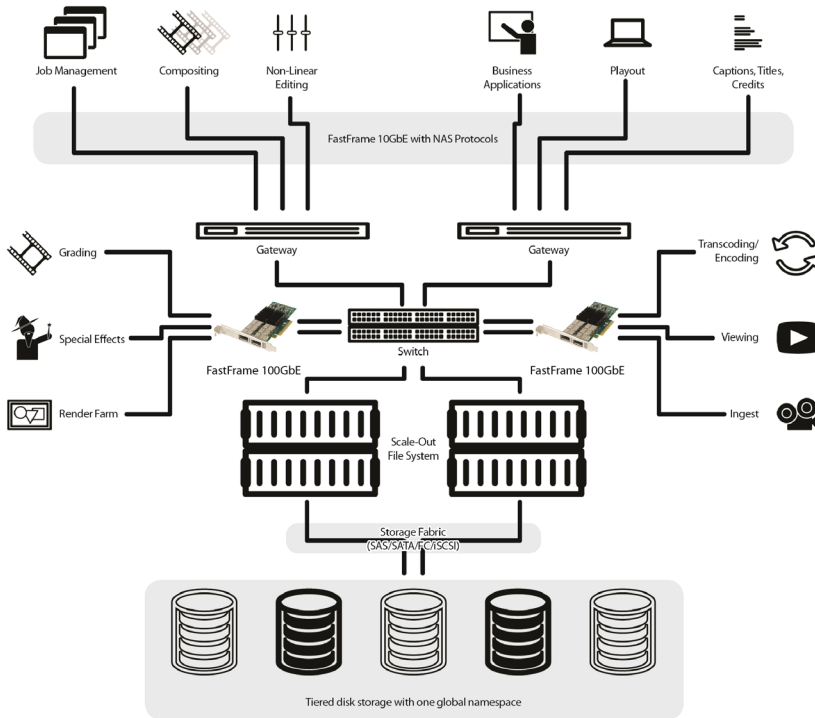 Job Management
Compositing
Non-Linear
Editing
Business
Applications
Playout
Captions, Titles,
Credits
FastFrame 10GbE with NAS Protocols
Gateway
Gateway
Grading
Transcoding/
Encoding
Special Effects
Switch
Viewing
FastFrame 100GbE
FastFrame 100GbE
Render Farm
Ingest
Scale-Out
File System
Storage Fabric
(SAS/SATA/FC/iSCSI)
Tiered disk storage with one global namespace